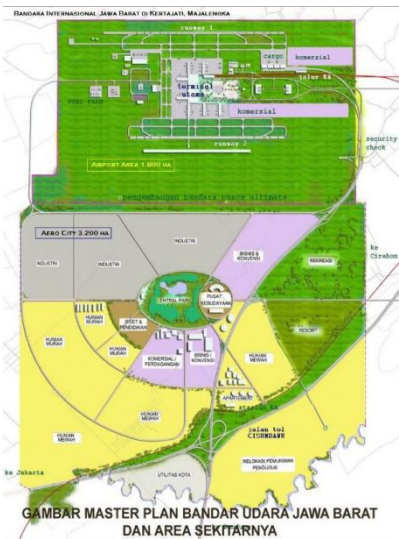 BANDARA INTERNASIONAL JAWA BARAT DI KERTAJATI, MAJALENGKA
runway 1
cargo
komersial
jalur KA
terminal
utama
FUEL FARM
komersial
runway 2
security
check
AIRPORT AREA 1.800 HA
pengembangan bandara pasca ultimate
AERO CITY 3.200 HA
INDUSTRI
BISNIS &
KONVENSI
ke
Cirebon
INDUSTRI
INDUSTRI
REKREASI
PUSAT
KEBUDAYAAN
CENTRAL PARK
HUNIAN
MURAH
RISET &
PENDIDIKAN
RESORT
HUNIAN
MURAH
HUNIAN
MURAH
KOMERSIAL /
PERDAGANGAN
BISNIS /
KONVENSI
HUNIAN
MEWAH
APARTEMENT
stasiun KA
HUNIAN
MEWAH
HUNIAN
MEWAH
HUNIAN
MEWAH
jalan tol
CISUMDAWU
RELOKASI PEMUKIMAN
PENDUDUK
ke Jakarta
UTILITAS KOTA
GAMBAR MASTER PLAN BANDAR UDARA JAWA BARAT
DAN AREA SEKITARNYA